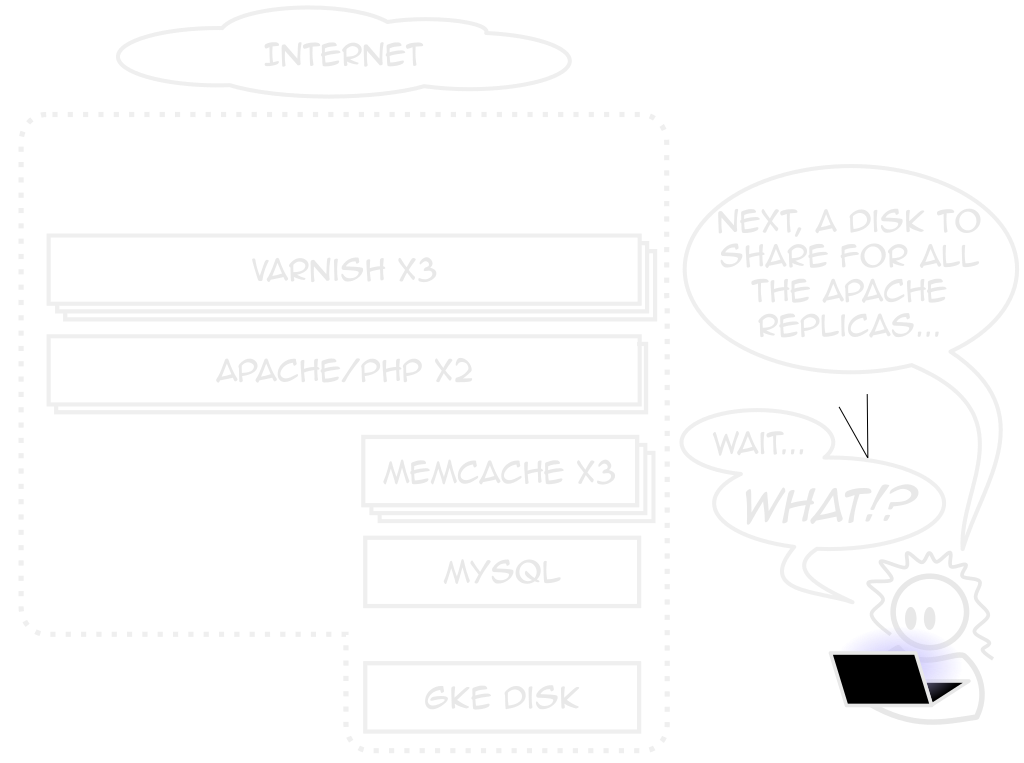 INTERNET
VARNISH X3
APACHE/PHP X2
MEMCACHE X3
MYSQL
GKE DISK
NEXT, A DISK TO
SHARE FOR ALL
THE APACHE
REPLICAS...
WAIT...
WHAT!?